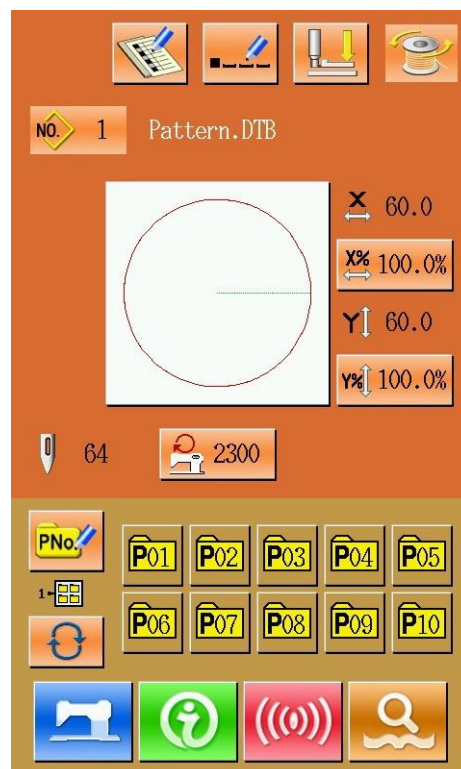 NO. 1 Pattern.DTB
X 60.0
X% 100.0%
Y 60.0
Y% 100.0%
64 2300
PNo.
P01 P02 P03 P04 P05
1-
P06 P07 P08 P09 P10
i